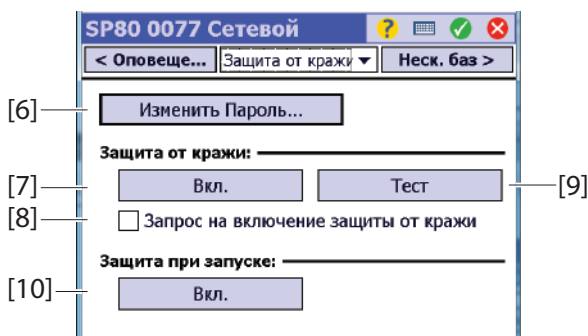 SP80 0077 Сетевой
< Оповеще... Защита от кражи Неск. баз >
[6] Изменить Пароль...
Защита от кражи:
[7] Вкл. Тест [9]
[8] Запрос на включение защиты от кражи
Защита при запуске:
[10] Вкл.